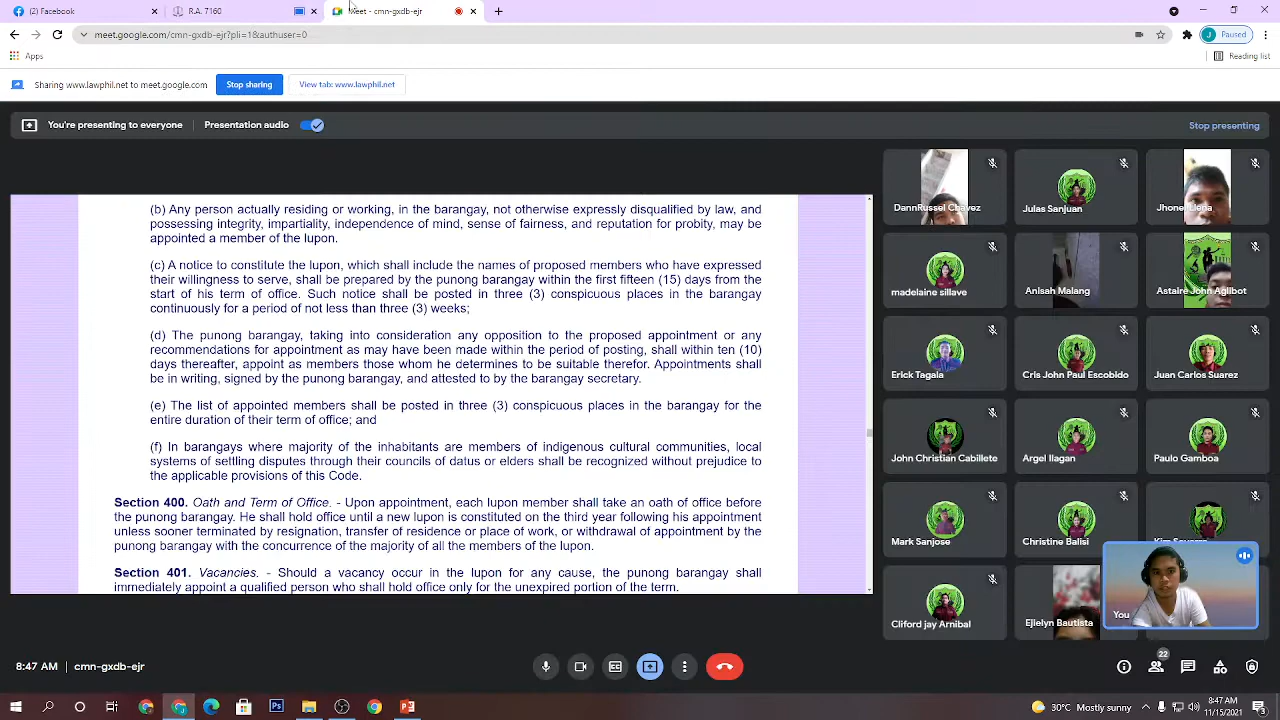 (2) Facebook
R.A. 7160
Meet - cmn-gxdb-ejr
meet.google.com/cmn-gxdb-ejr?pli=1&authuser=0
J Paused
Apps
Reading list
Sharing www.lawphil.net to meet.google.com
Stop sharing
View tab: www.lawphil.net
You're presenting to everyone
Presentation audio
Stop presenting
(b) Any person actually residing or working, in the barangay, not otherwise expressly disqualified by law, and
possessing integrity, impartiality, independence of mind, sense of fairness, and reputation for probity, may be
appointed a member of the lupon.
(c) A notice to constitute the lupon, which shall include the names of proposed members who have expressed
their willingness to serve, shall be prepared by the punong barangay within the first fifteen (15) days from the
start of his term of office. Such notice shall be posted in three (3) conspicuous places in the barangay
continuously for a period of not less than three (3) weeks;
(d) The punong barangay, taking into consideration any opposition to the proposed appointment or any
recommendations for appointment as may have been made within the period of posting, shall within ten (10)
days thereafter, appoint as members those whom he determines to be suitable therefor. Appointments shall
be in writing, signed by the punong barangay, and attested to by the barangay secretary.
(e) The list of appointed members shall be posted in three (3) conspicuous places in the barangay for the
entire duration of their term of office; and
(f) In barangays where majority of the inhabitants are members of indigenous cultural communities, local
systems of settling disputes through their councils of datus or elders shall be recognized without prejudice to
the applicable provisions of this Code.
Section 400. Oath and Term of Office. - Upon appointment, each lupon member shall take an oath of office before
the punong barangay. He shall hold office until a new lupon is constituted on the third year following his appointment
unless sooner terminated by resignation, transfer of residence or place of work, or withdrawal of appointment by the
punong barangay with the concurrence of the majority of all the members of the lupon.
Section 401. Vacancies. - Should a vacancy occur in the lupon for any cause, the punong barangay shall
immediately appoint a qualified person who shall hold office only for the unexpired portion of the term.
DannRussel Chavez
Julas Sanjuan
Jhonel Llena
madelaine sillave
Anisah Malang
Astaire John Aglibot
Erick Tagala
Cris John Paul Escobido
Juan Carlos Suarez
John Christian Cabillete
Argel Ilagan
Paulo Gamboa
Mark Sanjose
Christine Balisi
Cliford jay Arnibal
Ejielyn Bautista
You
8:47 AM | cmn-gxdb-ejr
22
30°C Mostly sunny
8:47 AM
11/15/2021
3